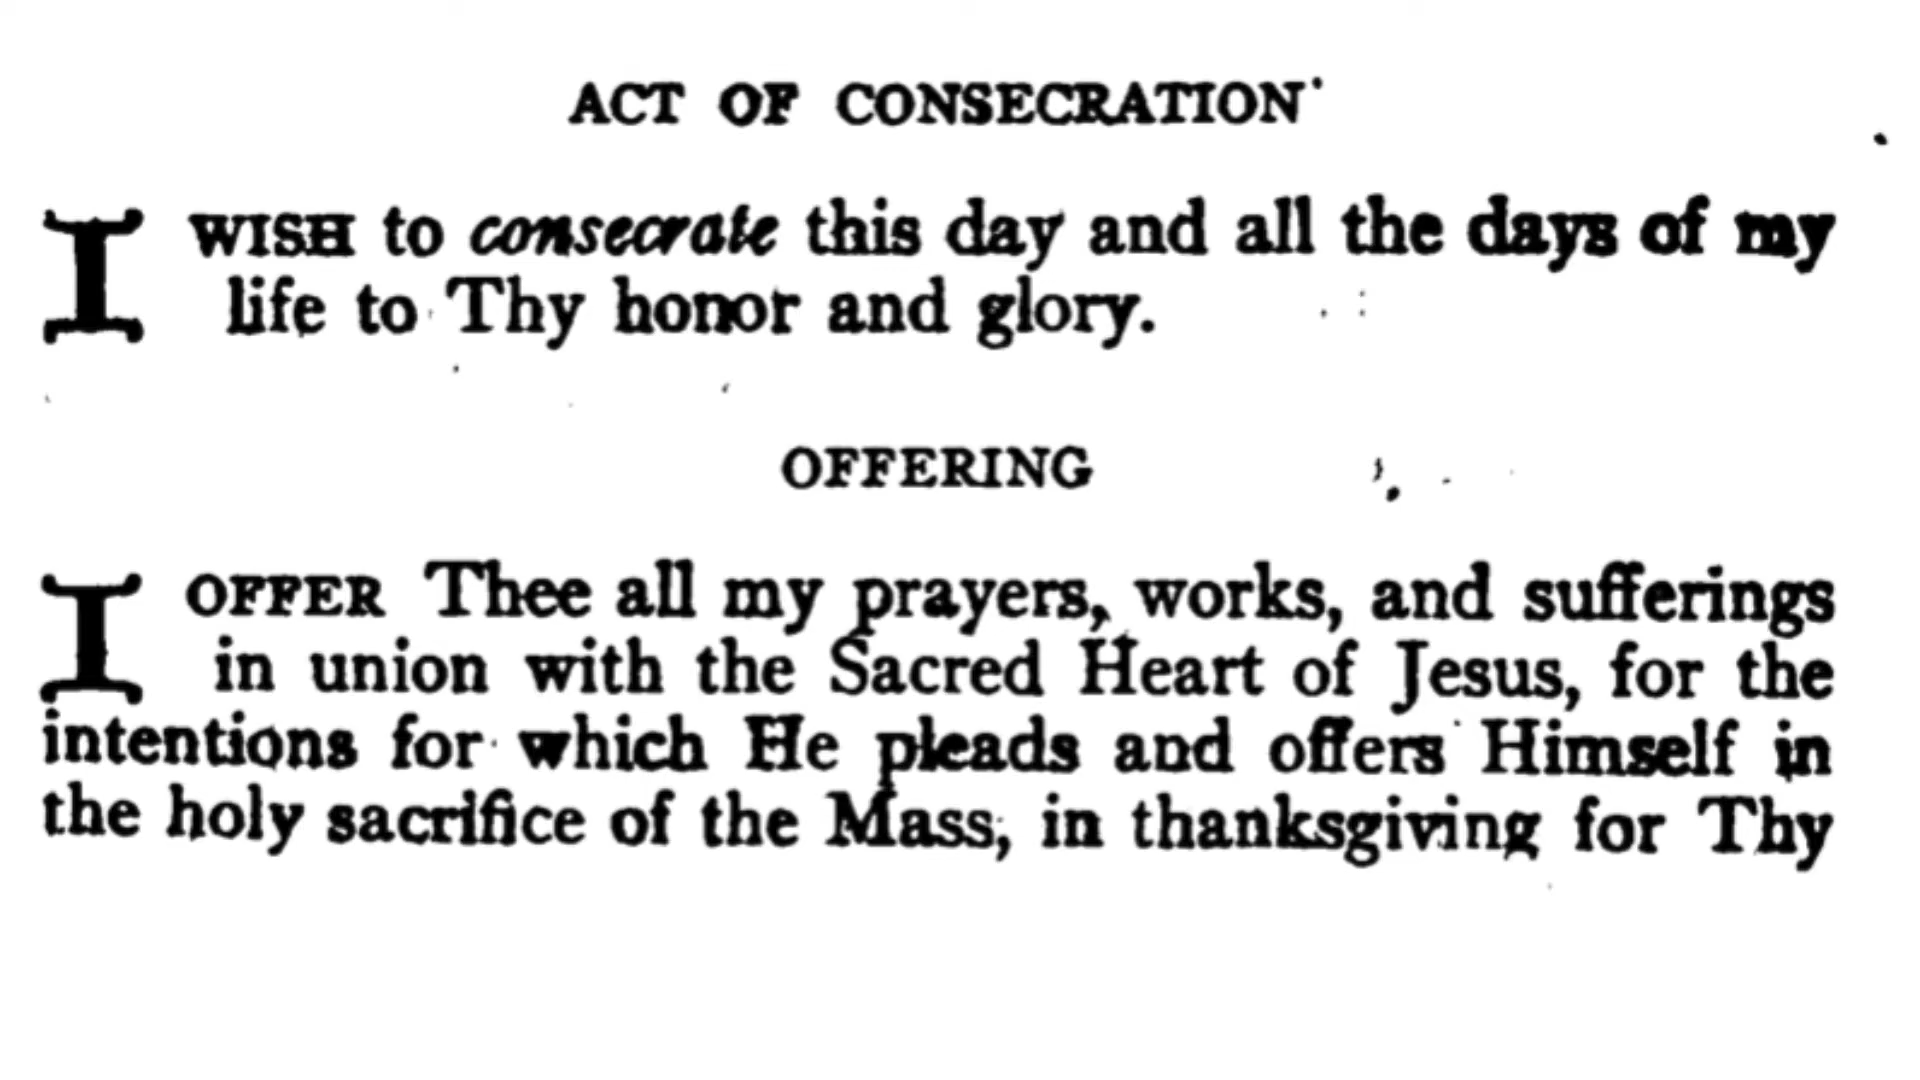 ACT OF CONSECRATION
I WISH to consecrate this day and all the days of my
life to Thy honor and glory.
OFFERING
I OFFER Thee all my prayers, works, and sufferings
in union with the Sacred Heart of Jesus, for the
intentions for which He pleads and offers Himself in
the holy sacrifice of the Mass, in thanksgiving for Thy